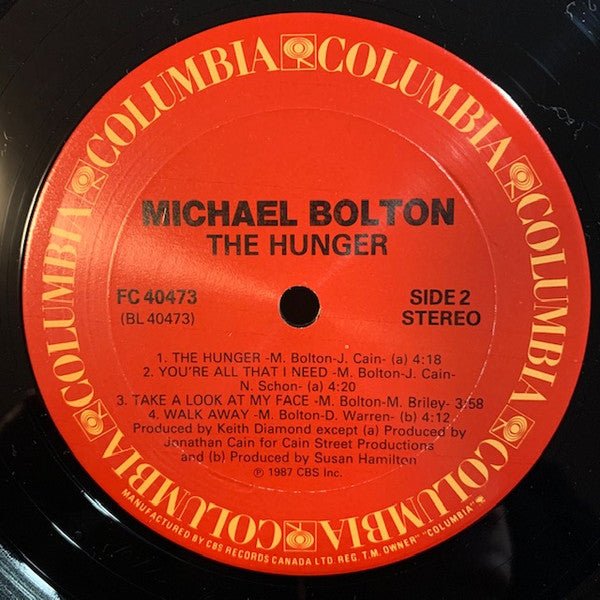 COLUMBIA COLUMBIA COLUMBIA COLUMBIA COLUMBIA COLUMBIA COLUMBIA
MICHAEL BOLTON
THE HUNGER
FC 40473
(BL 40473)
SIDE 2
STEREO
1. THE HUNGER -M. Bolton-J. Cain- (a) 4:18
2. YOU'RE ALL THAT I NEED -M. Bolton-J. Cain-
N. Schon- (a) 4:20
3. TAKE A LOOK AT MY FACE -M. Bolton-M. Briley- 3:58
4. WALK AWAY -M. Bolton-D. Warren- (b) 4:12
Produced by Keith Diamond except (a) Produced by
Jonathan Cain for Cain Street Productions
and (b) Produced by Susan Hamilton
℗ 1987 CBS Inc.
MANUFACTURED BY CBS RECORDS CANADA LTD. REG. T.M. OWNER "COLUMBIA"